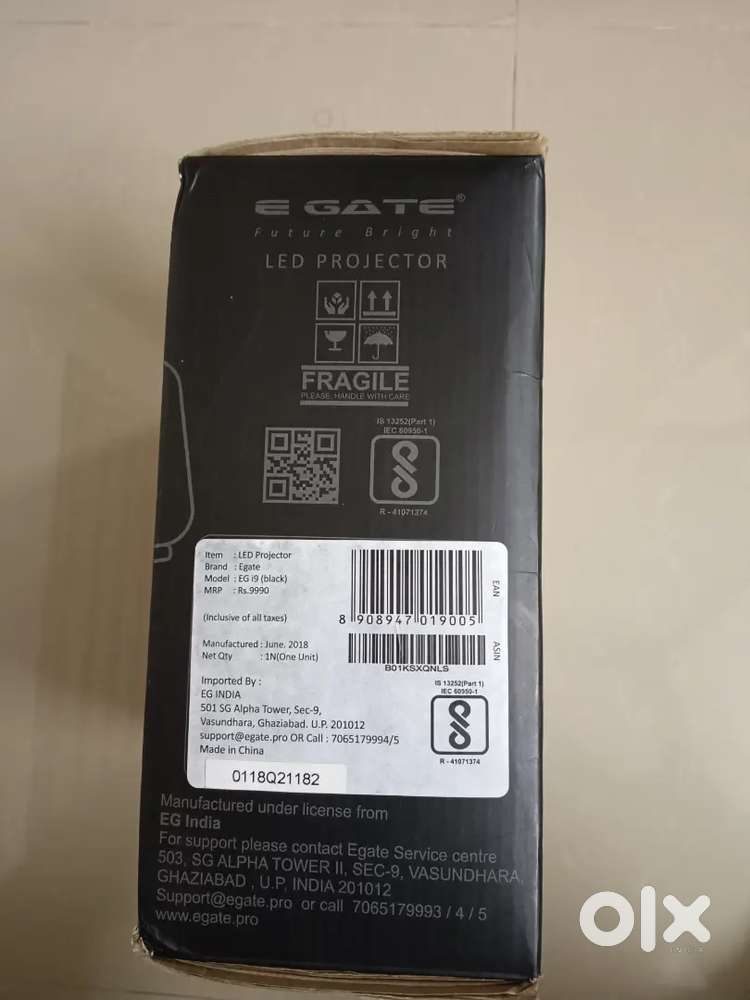 E GATE®
Future Bright
LED PROJECTOR
FRAGILE
PLEASE, HANDLE WITH CARE
IS 13252(Part 1)
IEC 60950-1
R - 41071374
Item : LED Projector
Brand : Egate
Model : EG i9 (black)
MRP : Rs.9990
(Inclusive of all taxes)
Manufactured : June. 2018
Net Qty : 1N(One Unit)
8 908947 019005
EAN
B01KSXQNLS
ASIN
Imported By :
EG INDIA
501 SG Alpha Tower, Sec-9,
Vasundhara, Ghaziabad. U.P. 201012
support@egate.pro OR Call : 7065179994/5
Made in China
IS 13252(Part 1)
IEC 60950-1
R - 41071374
0118Q21182
Manufactured under license from
EG India
For support please contact Egate Service centre
503, SG ALPHA TOWER II, SEC-9, VASUNDHARA,
GHAZIABAD , U.P, INDIA 201012
Support@egate.pro or call 7065179993 / 4 / 5
www.egate.pro
olx